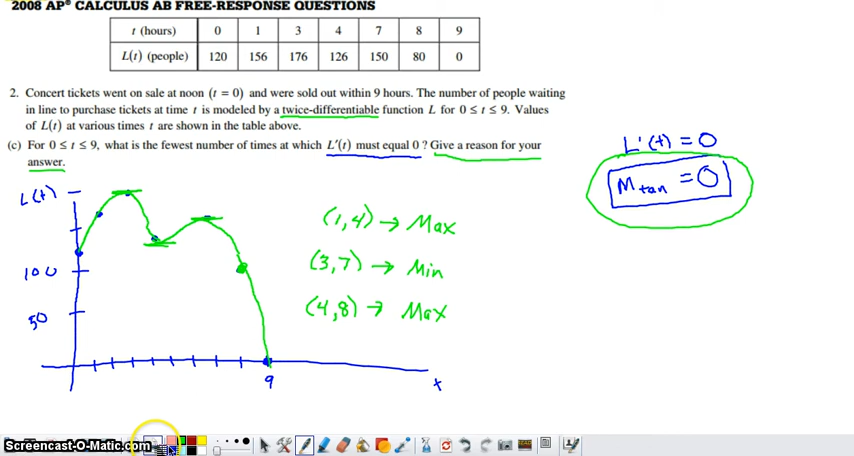 2008 AP® CALCULUS AB FREE-RESPONSE QUESTIONS
t (hours) 0 1 3 4 7 8 9
L(t) (people) 120 156 176 126 150 80 0
2. Concert tickets went on sale at noon (t = 0) and were sold out within 9 hours. The number of people waiting
in line to purchase tickets at time t is modeled by a twice-differentiable function L for 0 ≤ t ≤ 9. Values
of L(t) at various times t are shown in the table above.
(c) For 0 ≤ t ≤ 9, what is the fewest number of times at which L′(t) must equal 0 ? Give a reason for your
answer.
L'(t) = 0
M tan = 0
L(t)
100
50
9
t
(1,4) → Max
(3,7) → Min
(4,8) → Max
Screencast-O-Matic.com